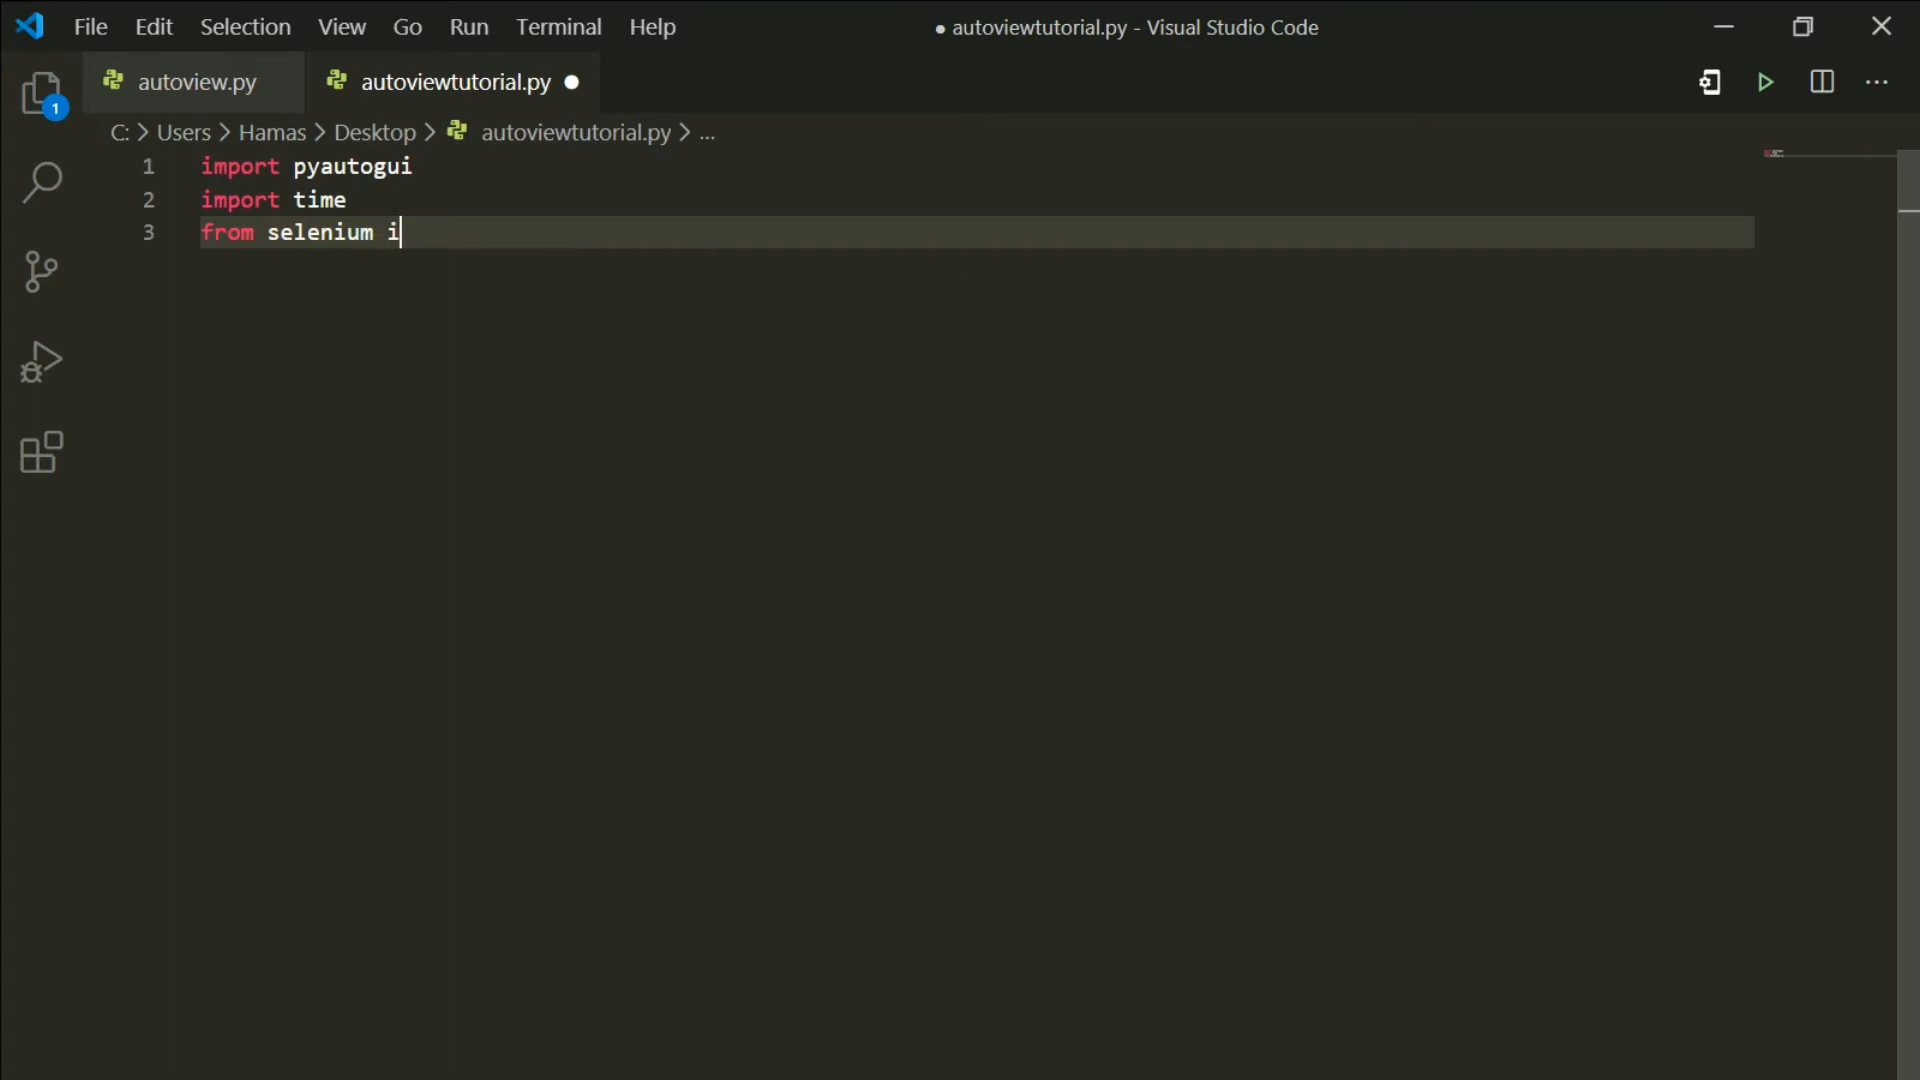 File Edit Selection View Go Run Terminal Help ● autoviewtutorial.py - Visual Studio Code
autoview.py autoviewtutorial.py ●
C: > Users > Hamas > Desktop > autoviewtutorial.py > ...
1 import pyautogui
2 import time
3 from selenium i
1